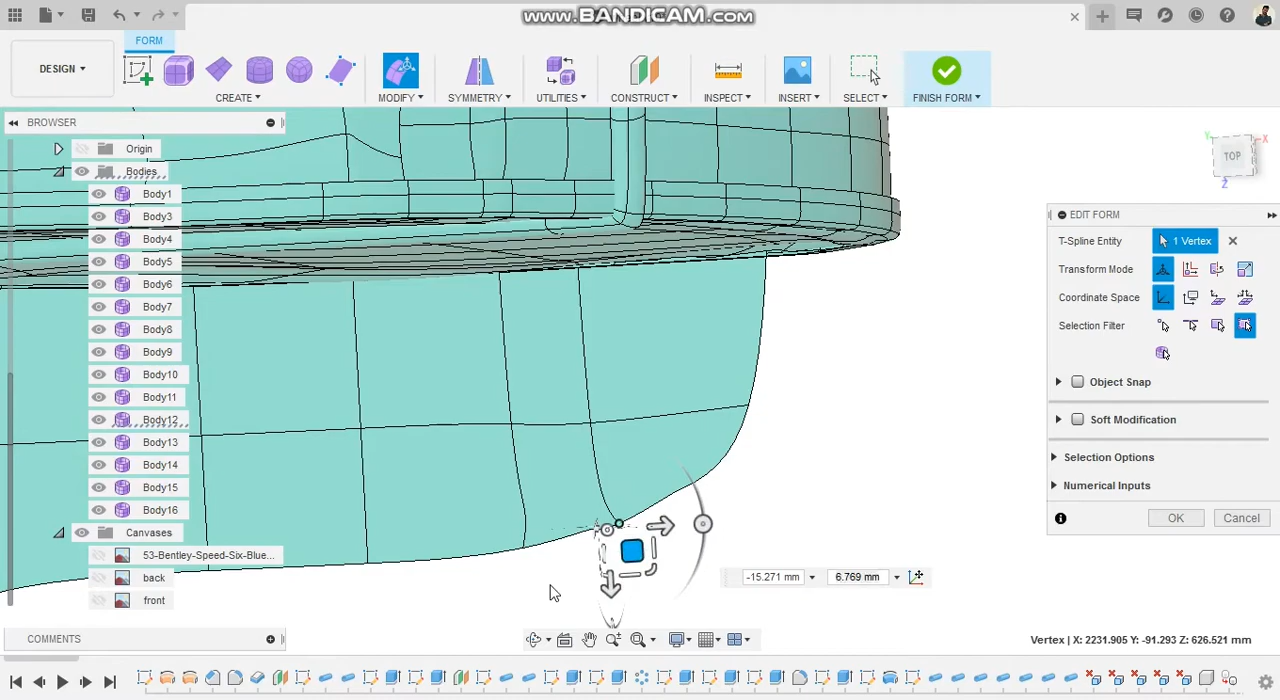 www.BANDICAM.com
FORM
DESIGN
CREATE
MODIFY
SYMMETRY
UTILITIES
CONSTRUCT
INSPECT
INSERT
SELECT
FINISH FORM
BROWSER
Origin
Bodies
Body1
Body3
Body4
Body5
Body6
Body7
Body8
Body9
Body10
Body11
Body12
Body13
Body14
Body15
Body16
Canvases
53-Bentley-Speed-Six-Blue...
back
front
COMMENTS
Y
X
TOP
Z
EDIT FORM
T-Spline Entity
1 Vertex
Transform Mode
Coordinate Space
Selection Filter
Object Snap
Soft Modification
Selection Options
Numerical Inputs
OK
Cancel
-15.271 mm
6.769 mm
Vertex | X: 2231.905 Y: -91.293 Z: 626.521 mm